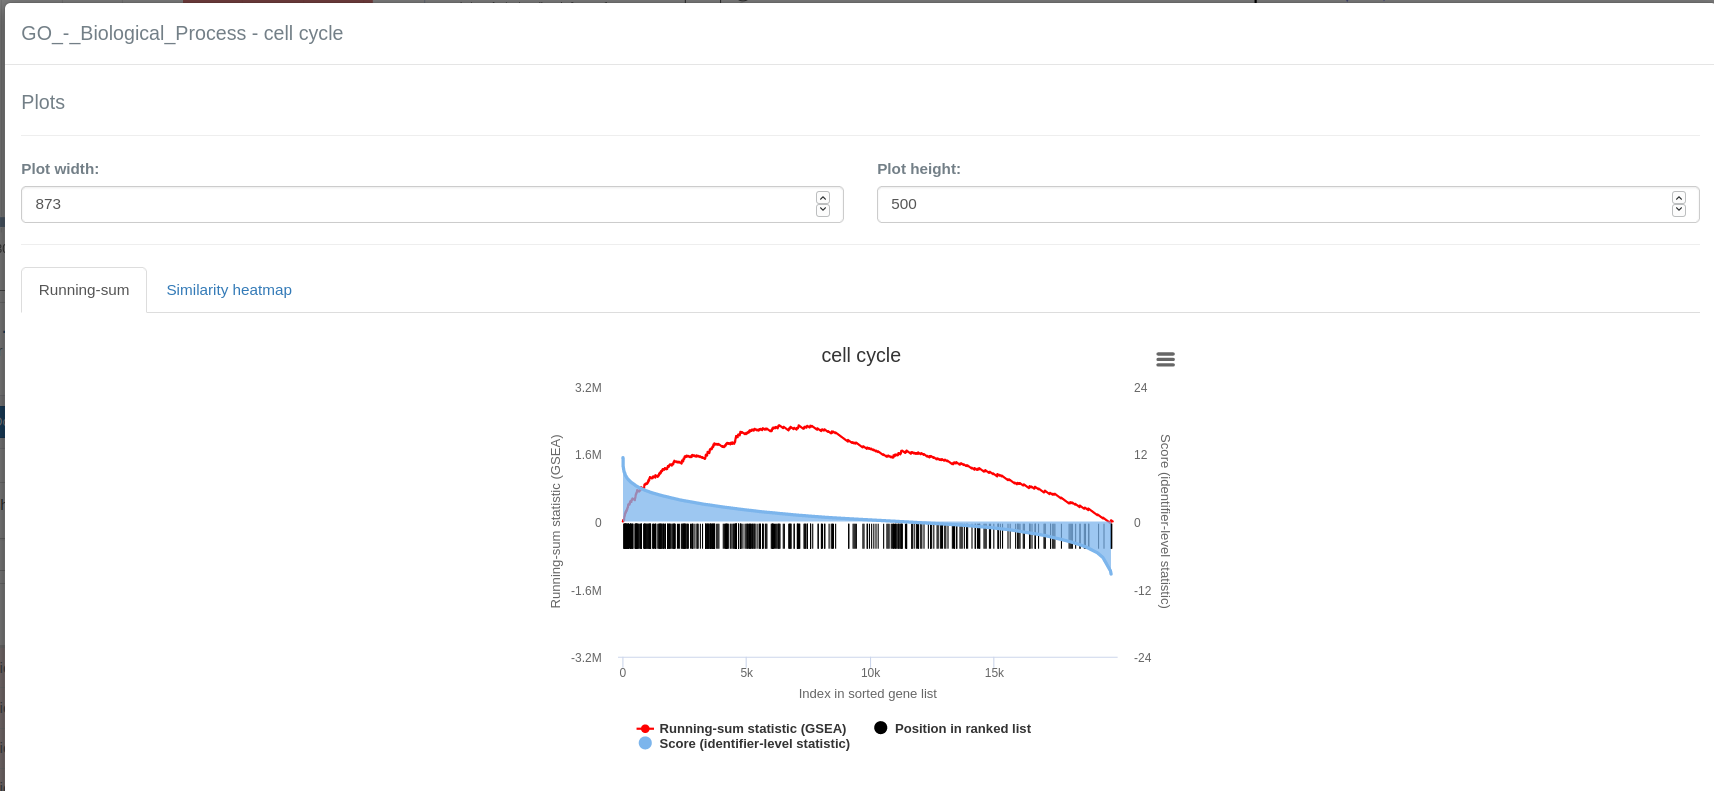 GO_-_Biological_Process - cell cycle
Plots
Plot width:
Plot height:
873
500
Running-sum
Similarity heatmap
cell cycle
3.2M
1.6M
0
-1.6M
-3.2M
Running-sum statistic (GSEA)
24
12
0
-12
-24
Score (identifier-level statistic)
0
5k
10k
15k
Index in sorted gene list
Running-sum statistic (GSEA)
Position in ranked list
Score (identifier-level statistic)